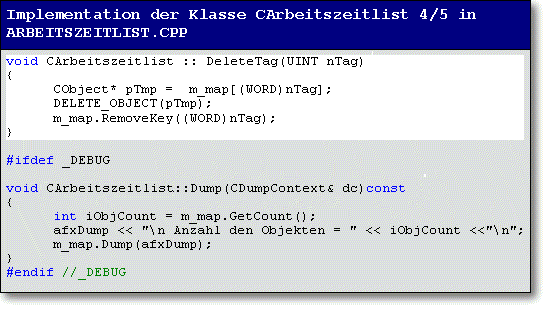 Implementation der Klasse CArbeitszeitlist 4/5 in
ARBEITSZEITLIST.CPP
void CArbeitszeitlist :: DeleteTag(UINT nTag)
{
CObject* pTmp =  m_map[(WORD)nTag];
DELETE_OBJECT(pTmp);
m_map.RemoveKey((WORD)nTag);
}
#ifdef _DEBUG
void CArbeitszeitlist::Dump(CDumpContext& dc)const
{
int iObjCount = m_map.GetCount();
afxDump << "\n Anzahl den Objekten = " << iObjCount <<"\n";
m_map.Dump(afxDump);
}
#endif //_DEBUG